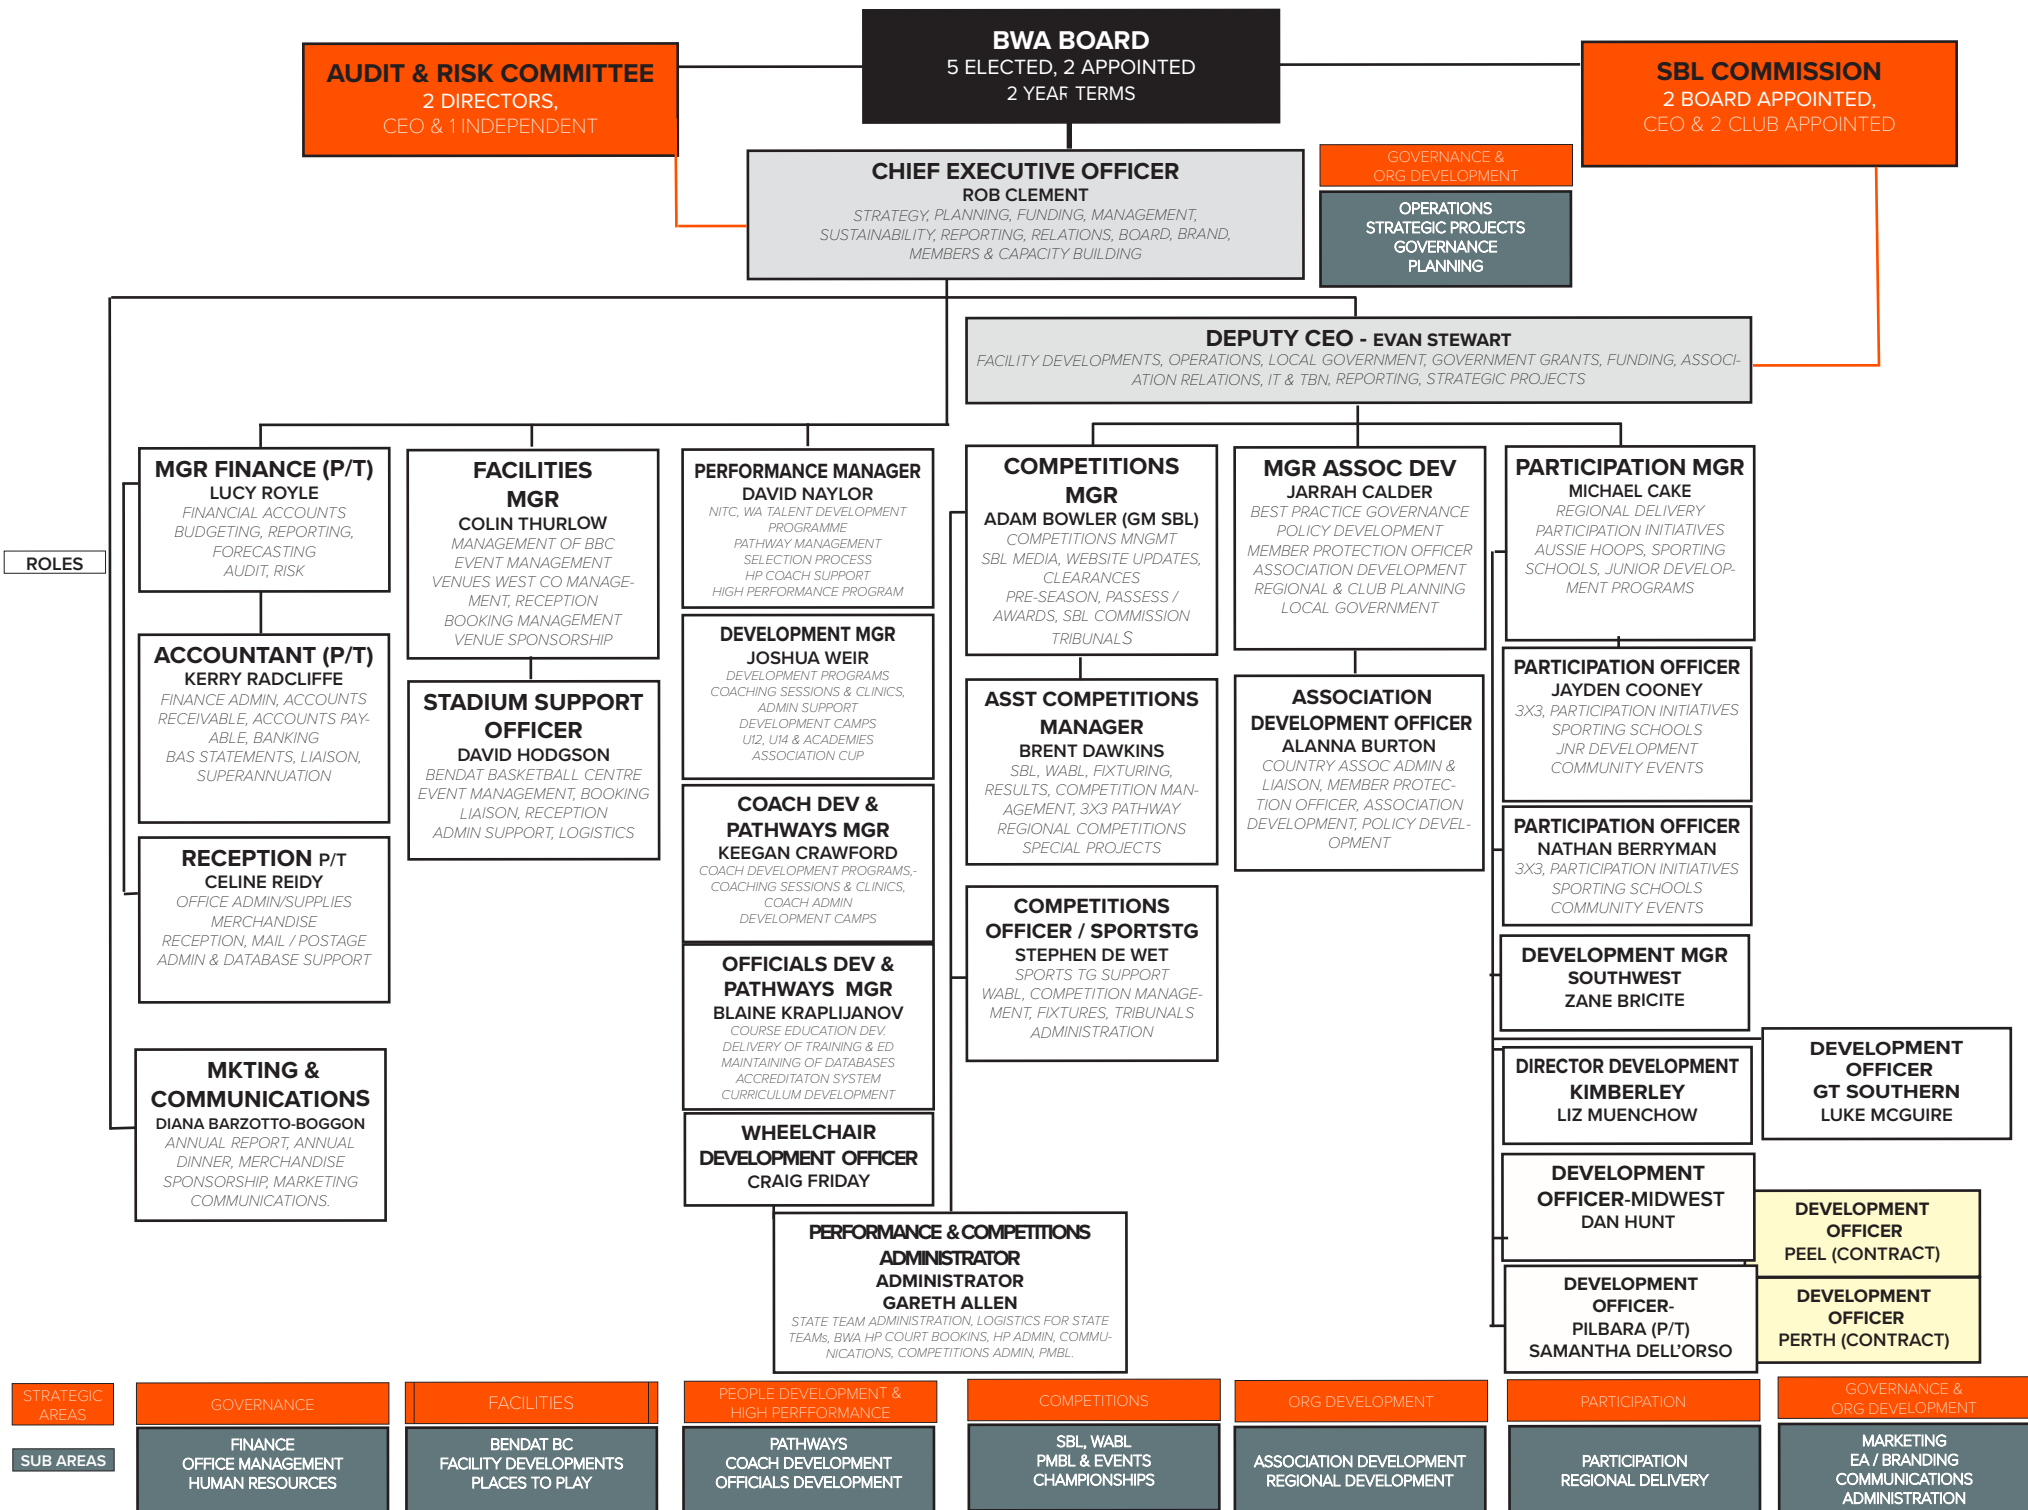 BWA BOARD
5 ELECTED, 2 APPOINTED
2 YEAR TERMS
AUDIT & RISK COMMITTEE
2 DIRECTORS,
CEO & 1 INDEPENDENT
SBL COMMISSION
2 BOARD APPOINTED,
CEO & 2 CLUB APPOINTED
CHIEF EXECUTIVE OFFICER
ROB CLEMENT
STRATEGY, PLANNING, FUNDING, MANAGEMENT,
SUSTAINABILITY, REPORTING, RELATIONS, BOARD, BRAND,
MEMBERS & CAPACITY BUILDING
GOVERNANCE &
ORG DEVELOPMENT
OPERATIONS
STRATEGIC PROJECTS
GOVERNANCE
PLANNING
DEPUTY CEO - EVAN STEWART
FACILITY DEVELOPMENTS, OPERATIONS, LOCAL GOVERNMENT, GOVERNMENT GRANTS, FUNDING, ASSOCI-
ATION RELATIONS, IT & TBN, REPORTING, STRATEGIC PROJECTS
ROLES
MGR FINANCE (P/T)
LUCY ROYLE
FINANCIAL ACCOUNTS
BUDGETING, REPORTING,
FORECASTING
AUDIT, RISK
ACCOUNTANT (P/T)
KERRY RADCLIFFE
FINANCE ADMIN, ACCOUNTS
RECEIVABLE, ACCOUNTS PAY-
ABLE, BANKING
BAS STATEMENTS, LIAISON,
SUPERANNUATION
RECEPTION P/T
CELINE REIDY
OFFICE ADMIN/SUPPLIES
MERCHANDISE
RECEPTION, MAIL / POSTAGE
ADMIN & DATABASE SUPPORT
MKTING &
COMMUNICATIONS
DIANA BARZOTTO-BOGGON
ANNUAL REPORT, ANNUAL
DINNER, MERCHANDISE
SPONSORSHIP, MARKETING
COMMUNICATIONS.
FACILITIES
MGR
COLIN THURLOW
MANAGEMENT OF BBC
EVENT MANAGEMENT
VENUES WEST CO MANAGE-
MENT, RECEPTION
BOOKING MANAGEMENT
VENUE SPONSORSHIP
STADIUM SUPPORT
OFFICER
DAVID HODGSON
BENDAT BASKETBALL CENTRE
EVENT MANAGEMENT, BOOKING
LIAISON, RECEPTION
ADMIN SUPPORT, LOGISTICS
PERFORMANCE MANAGER
DAVID NAYLOR
NITC, WA TALENT DEVELOPMENT
PROGRAMME
PATHWAY MANAGEMENT
SELECTION PROCESS
HP COACH SUPPORT
HIGH PERFORMANCE PROGRAM
DEVELOPMENT MGR
JOSHUA WEIR
DEVELOPMENT PROGRAMS
COACHING SESSIONS & CLINICS,
ADMIN SUPPORT
DEVELOPMENT CAMPS
U12, U14 & ACADEMIES
ASSOCIATION CUP
COACH DEV &
PATHWAYS MGR
KEEGAN CRAWFORD
COACH DEVELOPMENT PROGRAMS,-
COACHING SESSIONS & CLINICS,
COACH ADMIN
DEVELOPMENT CAMPS
OFFICIALS DEV &
PATHWAYS MGR
BLAINE KRAPLIJANOV
COURSE EDUCATION DEV.
DELIVERY OF TRAINING & ED
MAINTAINING OF DATABASES
ACCREDITATON SYSTEM
CURRICULUM DEVELOPMENT
WHEELCHAIR
DEVELOPMENT OFFICER
CRAIG FRIDAY
PERFORMANCE & COMPETITIONS
ADMINISTRATOR
ADMINISTRATOR
GARETH ALLEN
STATE TEAM ADMINISTRATION, LOGISTICS FOR STATE
TEAMs, BWA HP COURT BOOKINS, HP ADMIN, COMMU-
NICATIONS, COMPETITIONS ADMIN, PMBL.
COMPETITIONS
MGR
ADAM BOWLER (GM SBL)
COMPETITIONS MNGMT
SBL MEDIA, WEBSITE UPDATES,
CLEARANCES
PRE-SEASON, PASSESS /
AWARDS, SBL COMMISSION
TRIBUNALS
ASST COMPETITIONS
MANAGER
BRENT DAWKINS
SBL, WABL, FIXTURING,
RESULTS, COMPETITION MAN-
AGEMENT, 3X3 PATHWAY
REGIONAL COMPETITIONS
SPECIAL PROJECTS
COMPETITIONS
OFFICER / SPORTSTG
STEPHEN DE WET
SPORTS TG SUPPORT
WABL, COMPETITION MANAGE-
MENT, FIXTURES, TRIBUNALS
ADMINISTRATION
MGR ASSOC DEV
JARRAH CALDER
BEST PRACTICE GOVERNANCE
POLICY DEVELOPMENT
MEMBER PROTECTION OFFICER
ASSOCIATION DEVELOPMENT
REGIONAL & CLUB PLANNING
LOCAL GOVERNMENT
ASSOCIATION
DEVELOPMENT OFFICER
ALANNA BURTON
COUNTRY ASSOC ADMIN &
LIAISON, MEMBER PROTEC-
TION OFFICER, ASSOCIATION
DEVELOPMENT, POLICY DEVEL-
OPMENT
PARTICIPATION MGR
MICHAEL CAKE
REGIONAL DELIVERY
PARTICIPATION INITIATIVES
AUSSIE HOOPS, SPORTING
SCHOOLS, JUNIOR DEVELOP-
MENT PROGRAMS
PARTICIPATION OFFICER
JAYDEN COONEY
3X3, PARTICIPATION INITIATIVES
SPORTING SCHOOLS
JNR DEVELOPMENT
COMMUNITY EVENTS
PARTICIPATION OFFICER
NATHAN BERRYMAN
3X3, PARTICIPATION INITIATIVES
SPORTING SCHOOLS
COMMUNITY EVENTS
DEVELOPMENT MGR
SOUTHWEST
ZANE BRICITE
DIRECTOR DEVELOPMENT
KIMBERLEY
LIZ MUENCHOW
DEVELOPMENT
OFFICER
GT SOUTHERN
LUKE MCGUIRE
DEVELOPMENT
OFFICER-MIDWEST
DAN HUNT
DEVELOPMENT
OFFICER
PEEL (CONTRACT)
DEVELOPMENT
OFFICER-
PILBARA (P/T)
SAMANTHA DELL'ORSO
DEVELOPMENT
OFFICER
PERTH (CONTRACT)
STRATEGIC
AREAS
GOVERNANCE
FACILITIES
PEOPLE DEVELOPMENT &
HIGH PERFFORMANCE
COMPETITIONS
ORG DEVELOPMENT
PARTICIPATION
GOVERNANCE &
ORG DEVELOPMENT
SUB AREAS
FINANCE
OFFICE MANAGEMENT
HUMAN RESOURCES
BENDAT BC
FACILITY DEVELOPMENTS
PLACES TO PLAY
PATHWAYS
COACH DEVELOPMENT
OFFICIALS DEVELOPMENT
SBL, WABL
PMBL & EVENTS
CHAMPIONSHIPS
ASSOCIATION DEVELOPMENT
REGIONAL DEVELOPMENT
PARTICIPATION
REGIONAL DELIVERY
MARKETING
EA / BRANDING
COMMUNICATIONS
ADMINISTRATION